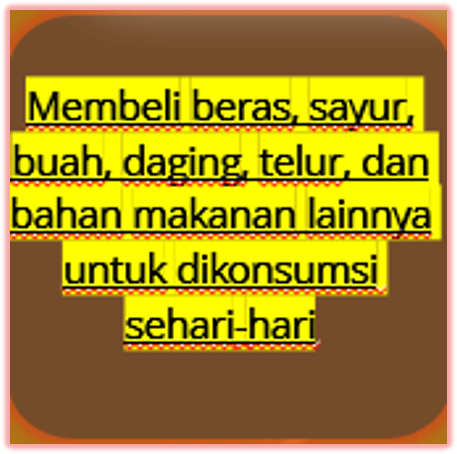 Membeli beras, sayur,
buah, daging, telur, dan
bahan makanan lainnya
untuk dikonsumsi
sehari-hari